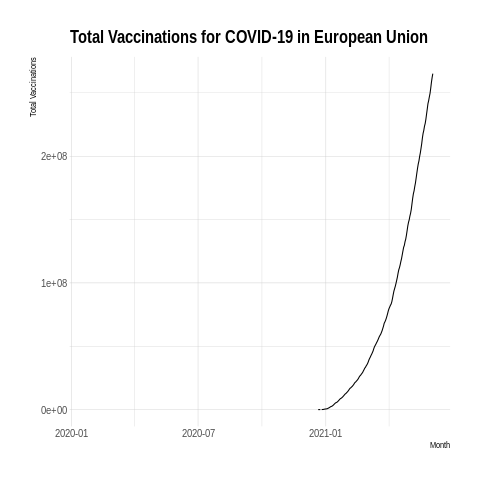 Total Vaccinations for COVID-19 in European Union
Total Vaccinations
2e+08
1e+08
0e+00
2020-01 2020-07 2021-01
Month